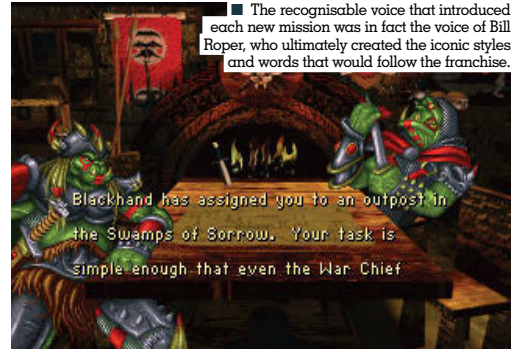 ■ The recognisable voice that introduced
each new mission was in fact the voice of Bill
Roper, who ultimately created the iconic styles
and words that would follow the franchise.
Blackhand has assigned you to an outpost in
the Swamps of Sorrow. Your task is
simple enough that even the War Chief